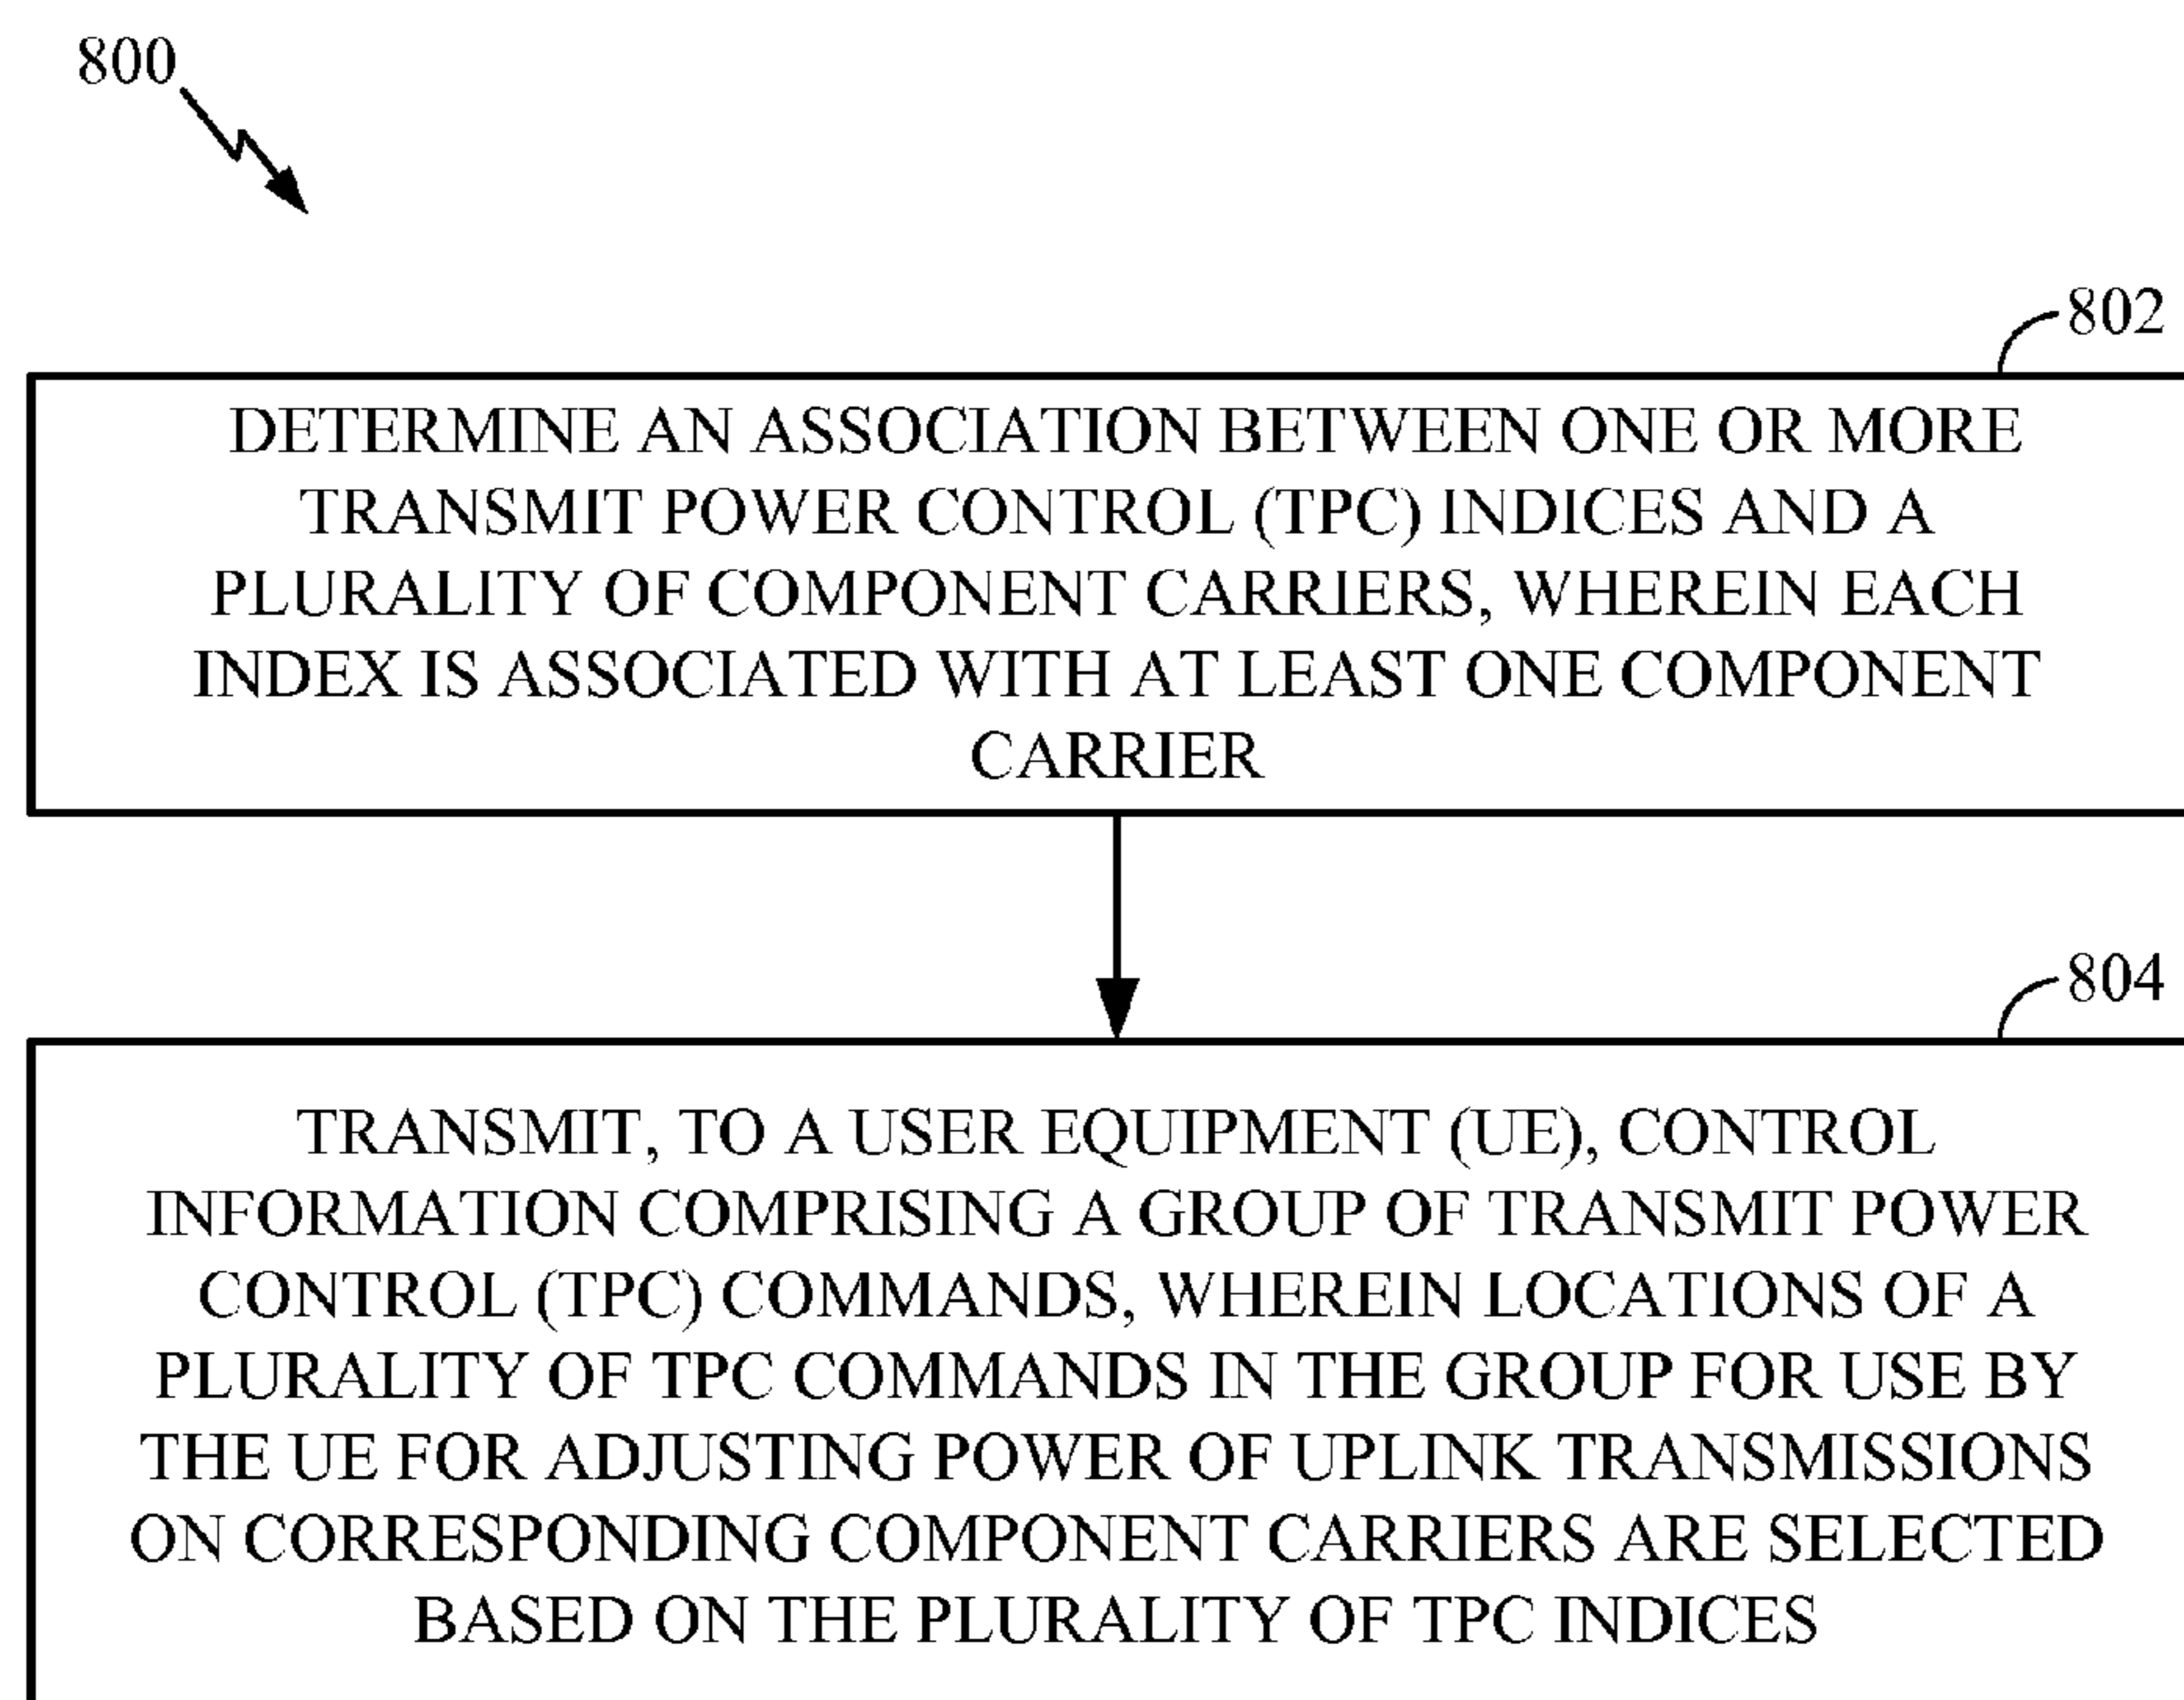 800
802
DETERMINE AN ASSOCIATION BETWEEN ONE OR MORE
TRANSMIT POWER CONTROL (TPC) INDICES AND A
PLURALITY OF COMPONENT CARRIERS, WHEREIN EACH
INDEX IS ASSOCIATED WITH AT LEAST ONE COMPONENT
CARRIER
804
TRANSMIT, TO A USER EQUIPMENT (UE), CONTROL
INFORMATION COMPRISING A GROUP OF TRANSMIT POWER
CONTROL (TPC) COMMANDS, WHEREIN LOCATIONS OF A
PLURALITY OF TPC COMMANDS IN THE GROUP FOR USE BY
THE UE FOR ADJUSTING POWER OF UPLINK TRANSMISSIONS
ON CORRESPONDING COMPONENT CARRIERS ARE SELECTED
BASED ON THE PLURALITY OF TPC INDICES